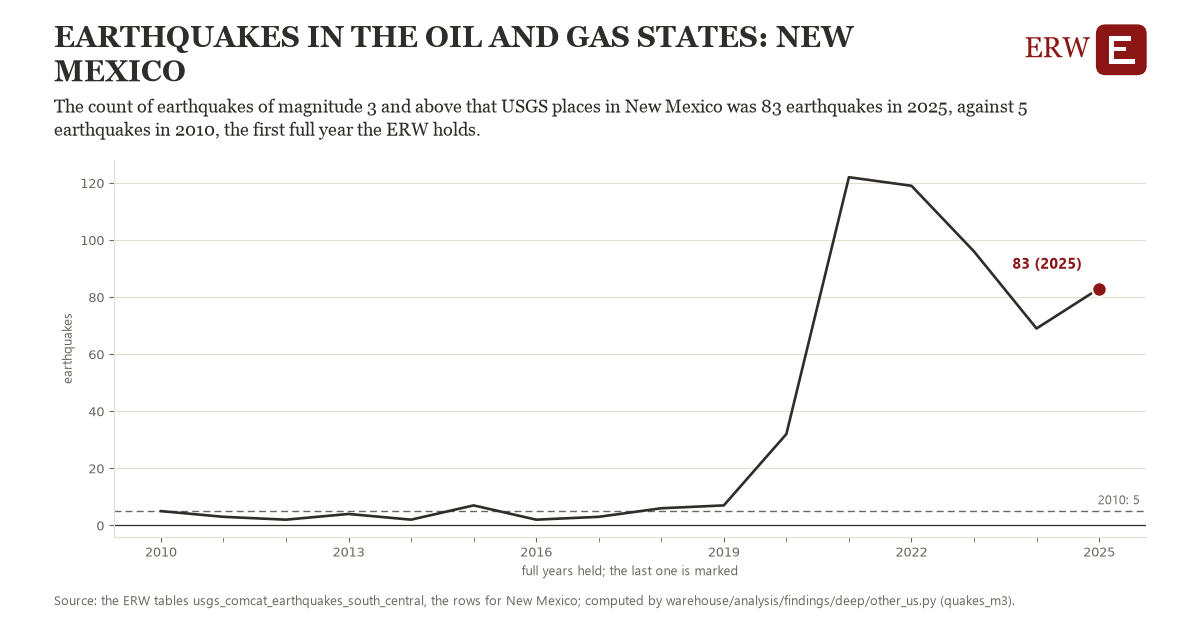 EARTHQUAKES IN THE OIL AND GAS STATES: NEW
MEXICO
ERW E
The count of earthquakes of magnitude 3 and above that USGS places in New Mexico was 83 earthquakes in 2025, against 5
earthquakes in 2010, the first full year the ERW holds.
120
100
80
60
40
20
0
earthquakes
83 (2025)
2010: 5
2010 2013 2016 2019 2022 2025
full years held; the last one is marked
Source: the ERW tables usgs_comcat_earthquakes_south_central, the rows for New Mexico; computed by warehouse/analysis/findings/deep/other_us.py (quakes_m3).